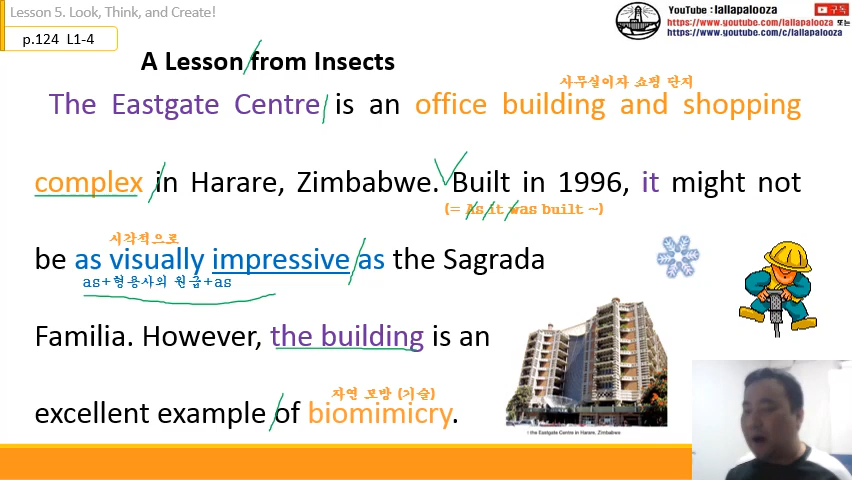 Lesson 5. Look, Think, and Create!
p.124 L1-4
YouTube : lallapalooza
구독
https://www.youtube.com/lallapalooza 또는
https://www.youtube.com/c/lallapalooza
A Lesson from Insects
사무실이자 쇼핑 단지
The Eastgate Centre is an office building and shopping
complex in Harare, Zimbabwe. Built in 1996, it might not
(= As it was built ~)
시각적으로
be as visually impressive as the Sagrada
as+형용사의 원급+as
Familia. However, the building is an
자연 모방 (기술)
excellent example of biomimicry.
the Eastgate Centre in Harare, Zimbabwe